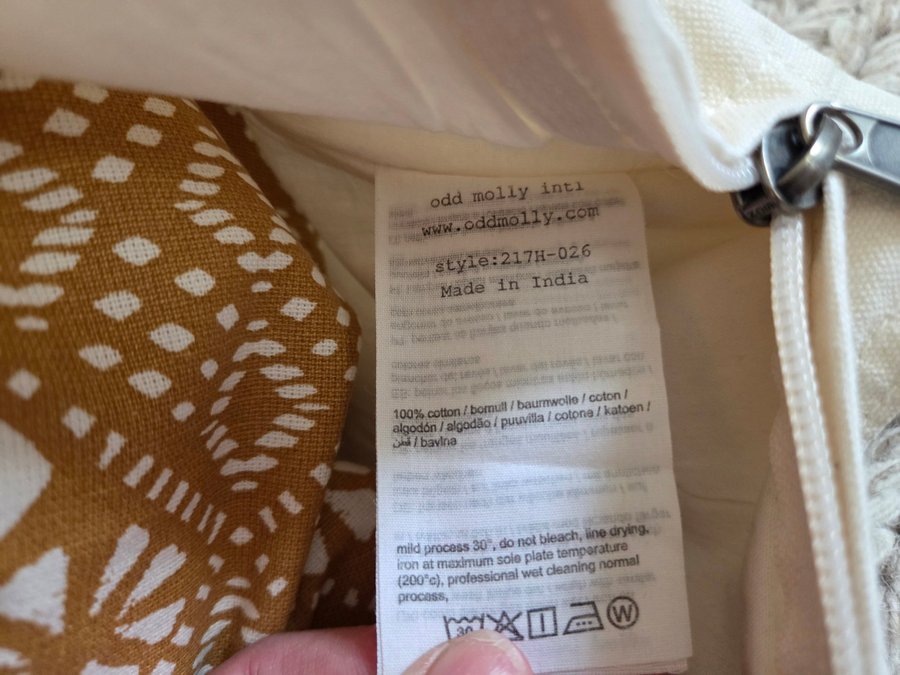 odd molly intl
www.oddmolly.com
style:217H-026
Made in India
100% cotton / bomull / baumwolle / coton /
algodón / algodão / puuvilla / cotone / katoen /
قطن / bavlna
mild process 30°, do not bleach, line drying,
iron at maximum sole plate temperature
(200°c), professional wet cleaning normal
process,
30 W